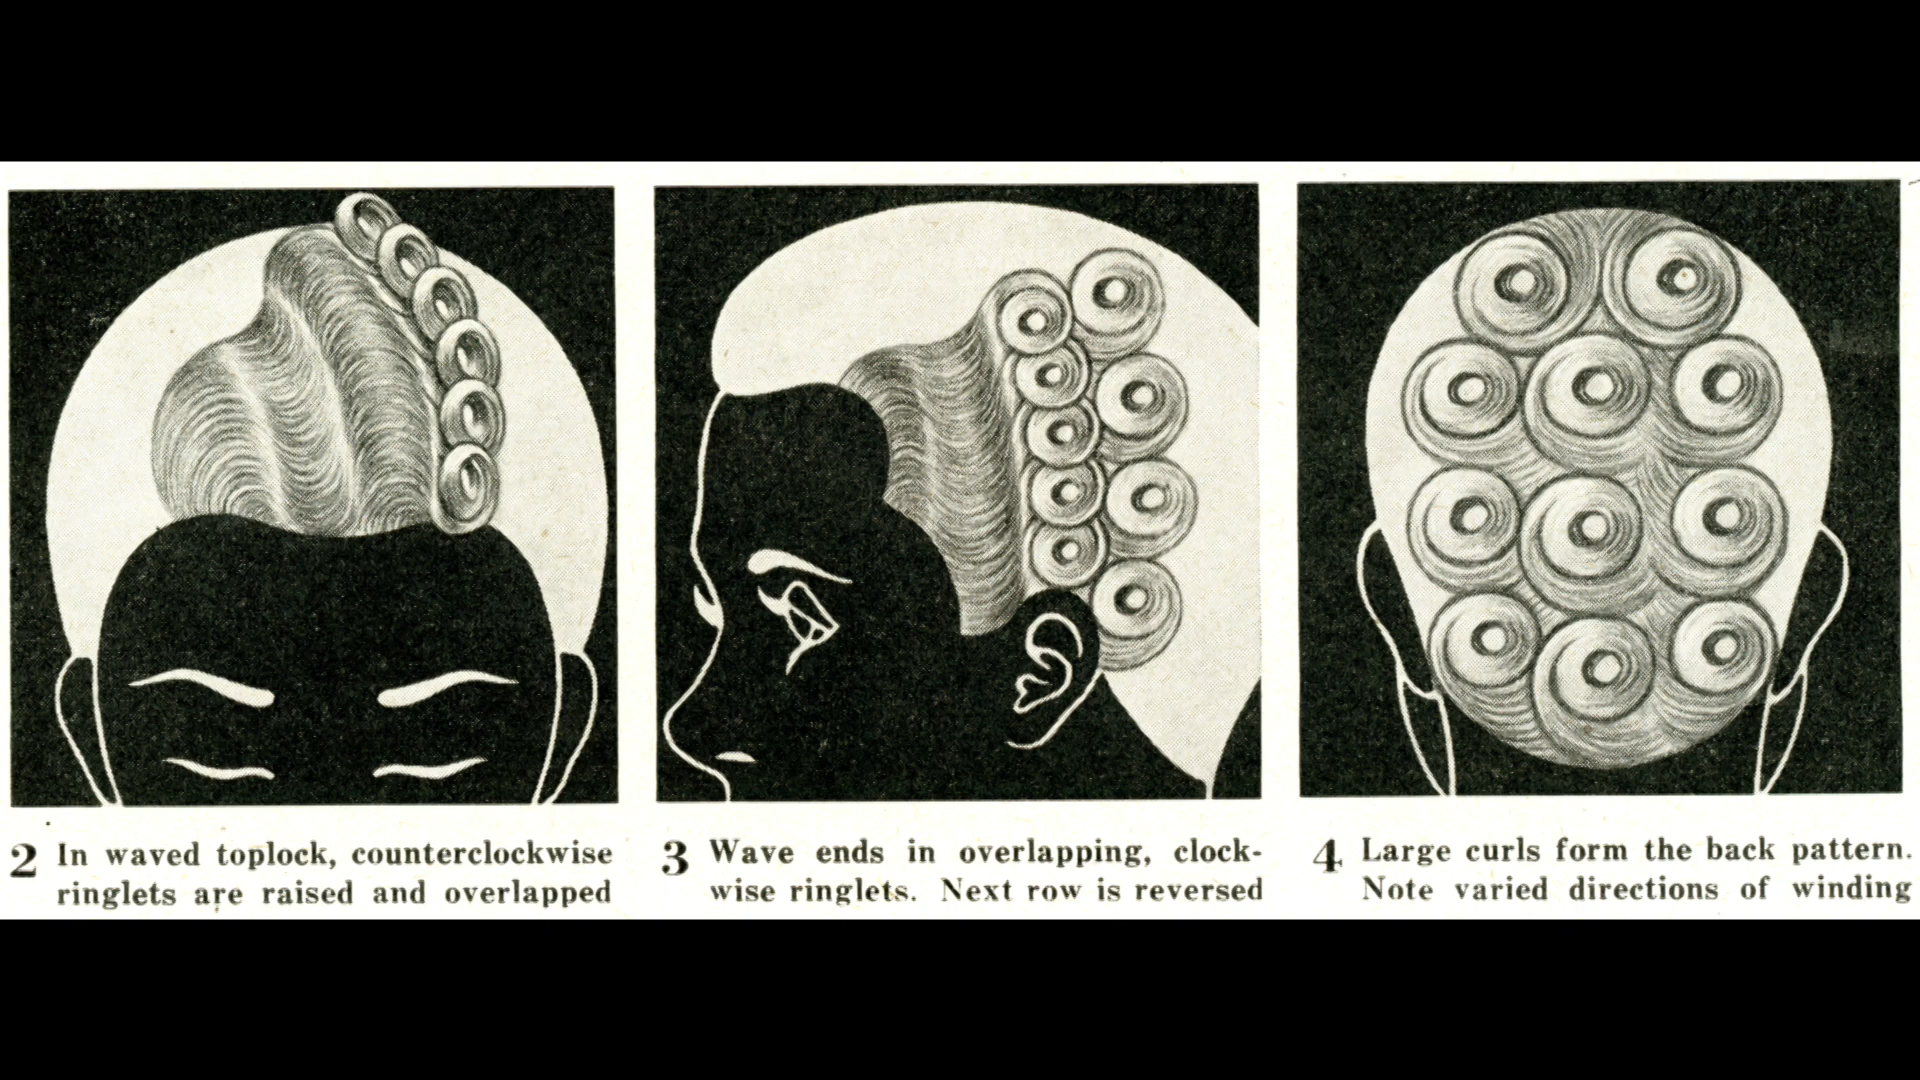 2 In waved toplock, counterclockwise
ringlets are raised and overlapped
3 Wave ends in overlapping, clock-
wise ringlets. Next row is reversed
4 Large curls form the back pattern.
Note varied directions of winding